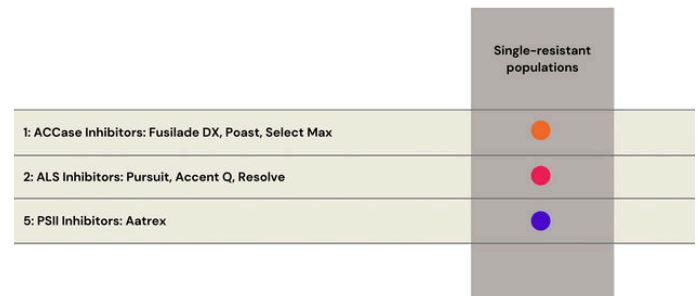 Single-resistant
populations
1: ACCase Inhibitors: Fusilade DX, Poast, Select Max
2: ALS Inhibitors: Pursuit, Accent Q, Resolve
5: PSII Inhibitors: Aatrex